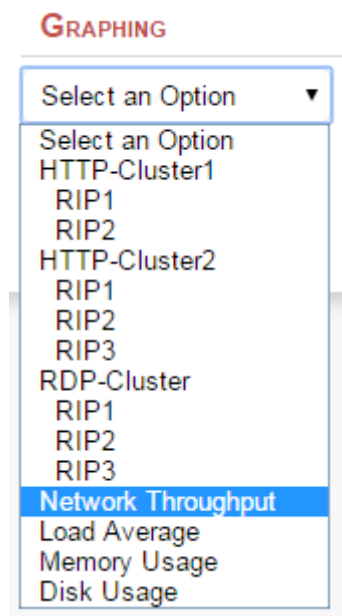 GRAPHING
Select an Option
Select an Option
HTTP-Cluster1
RIP1
RIP2
HTTP-Cluster2
RIP1
RIP2
RIP3
RDP-Cluster
RIP1
RIP2
RIP3
Network Throughput
Load Average
Memory Usage
Disk Usage